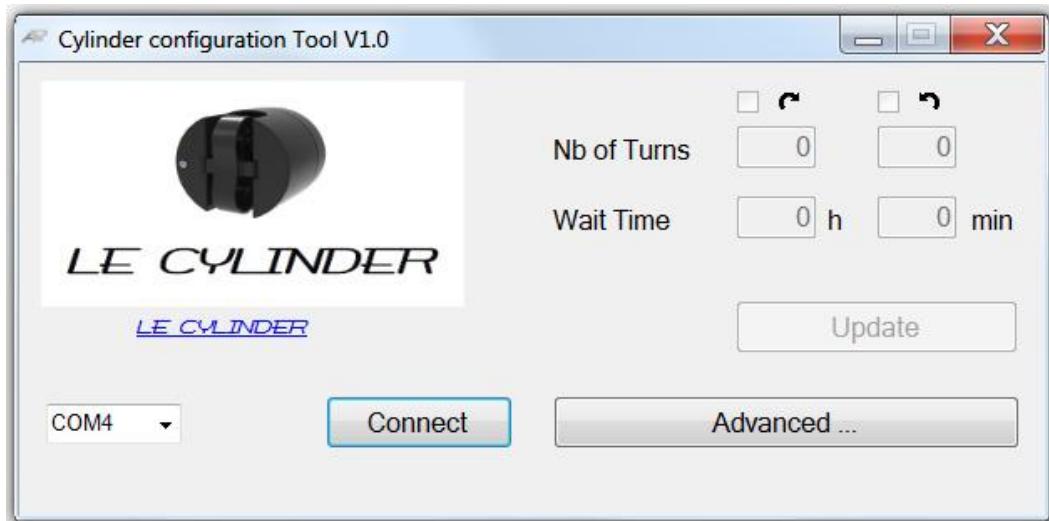 Cylinder configuration Tool V1.0
Nb of Turns 0 0
Wait Time 0 h 0 min
LE CYLINDER
LE CYLINDER
Update
COM4 Connect Advanced ...